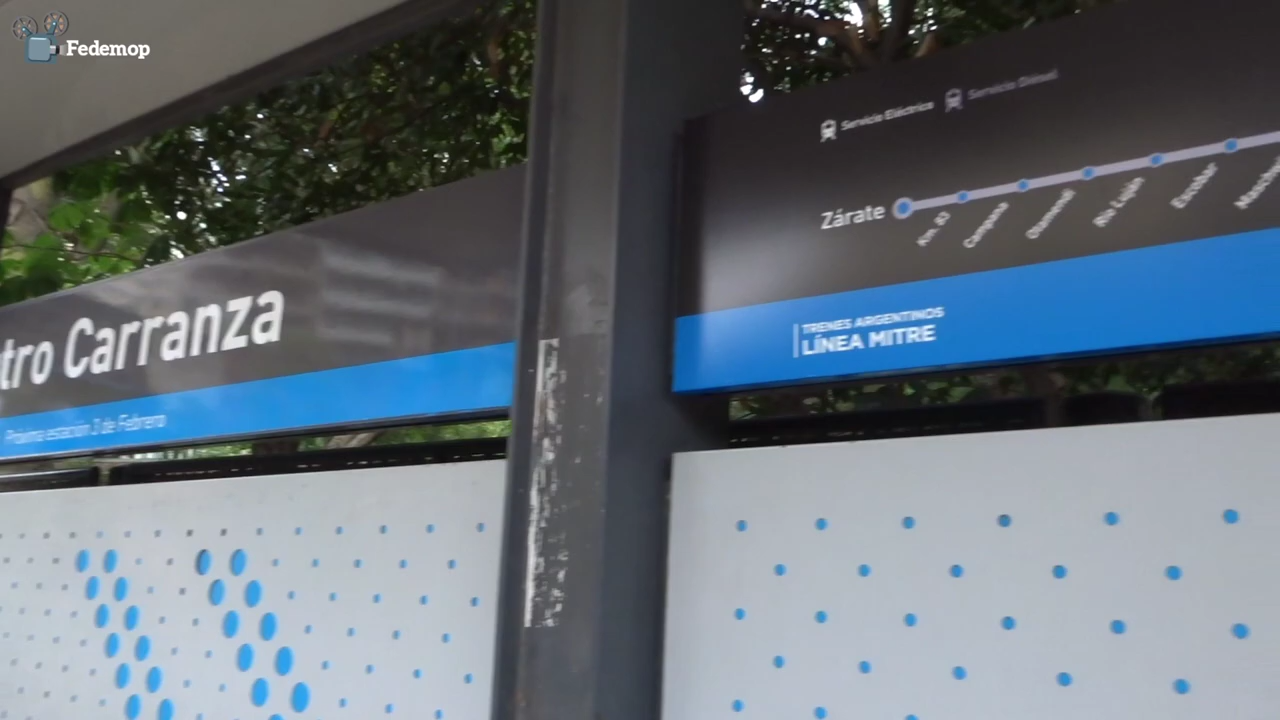 Fedemop
tro Carranza
Próxima estación 3 de Febrero
Servicio Eléctrico
Servicio Diésel
Zárate
Km. 83
Campana
Otamendi
Río Luján
Escobar
TRENES ARGENTINOS
LÍNEA MITRE